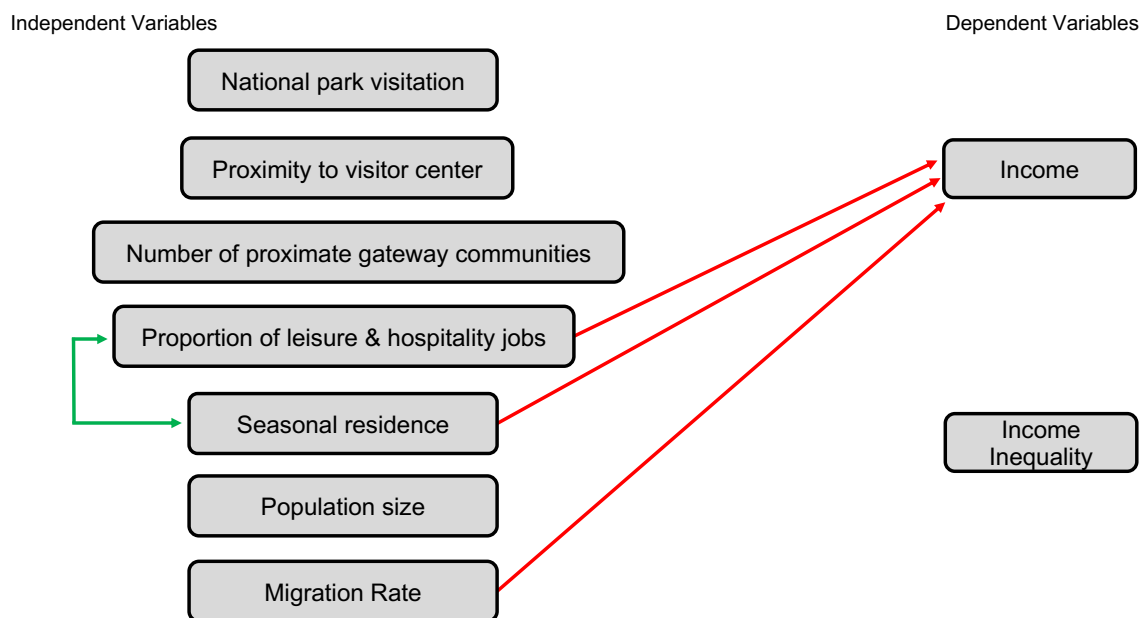 Independent Variables
Dependent Variables
National park visitation
Proximity to visitor center
Income
Number of proximate gateway communities
Proportion of leisure & hospitality jobs
Seasonal residence
Income
Inequality
Population size
Migration Rate